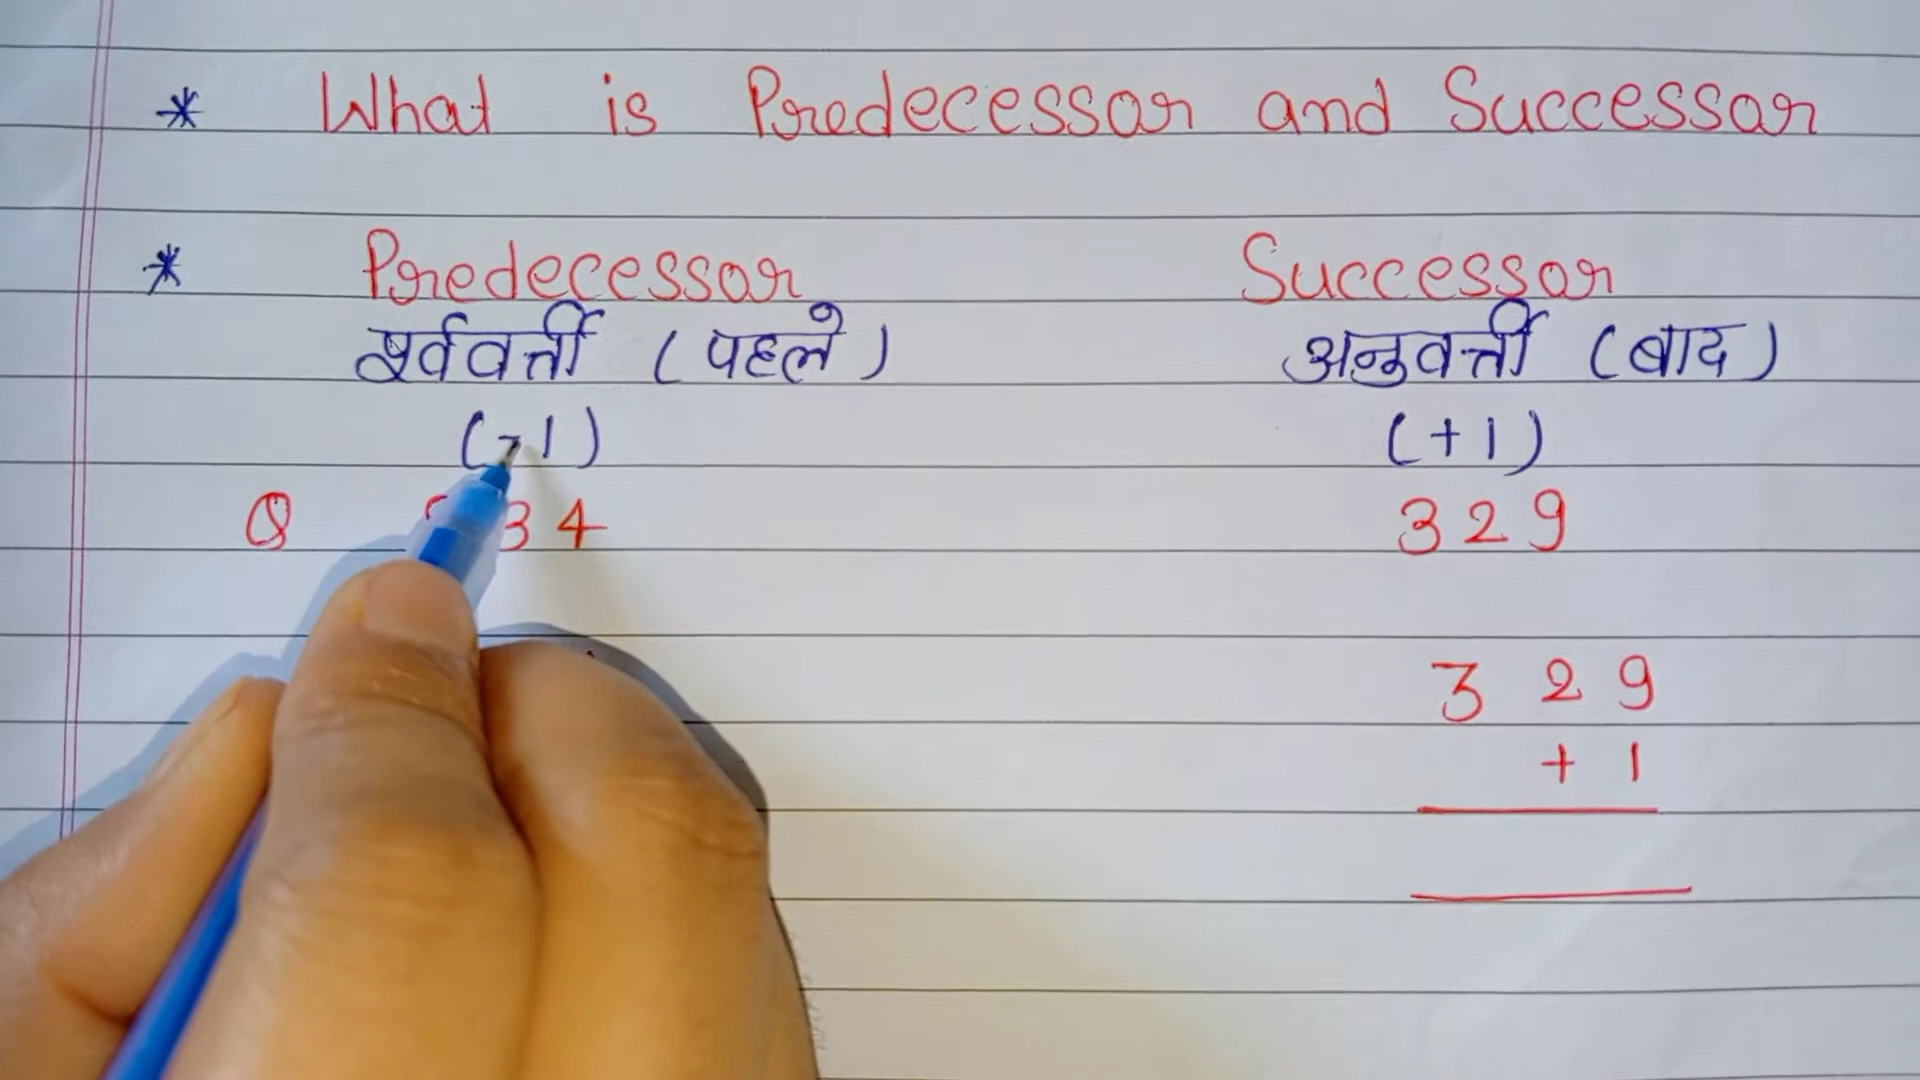 * What is Predecessor and Successor
* Predecessor Successor
पूर्ववर्त्ती (पहले) अनुवर्त्ती (बाद)
(-1) (+1)
Q 34 329
329
+ 1